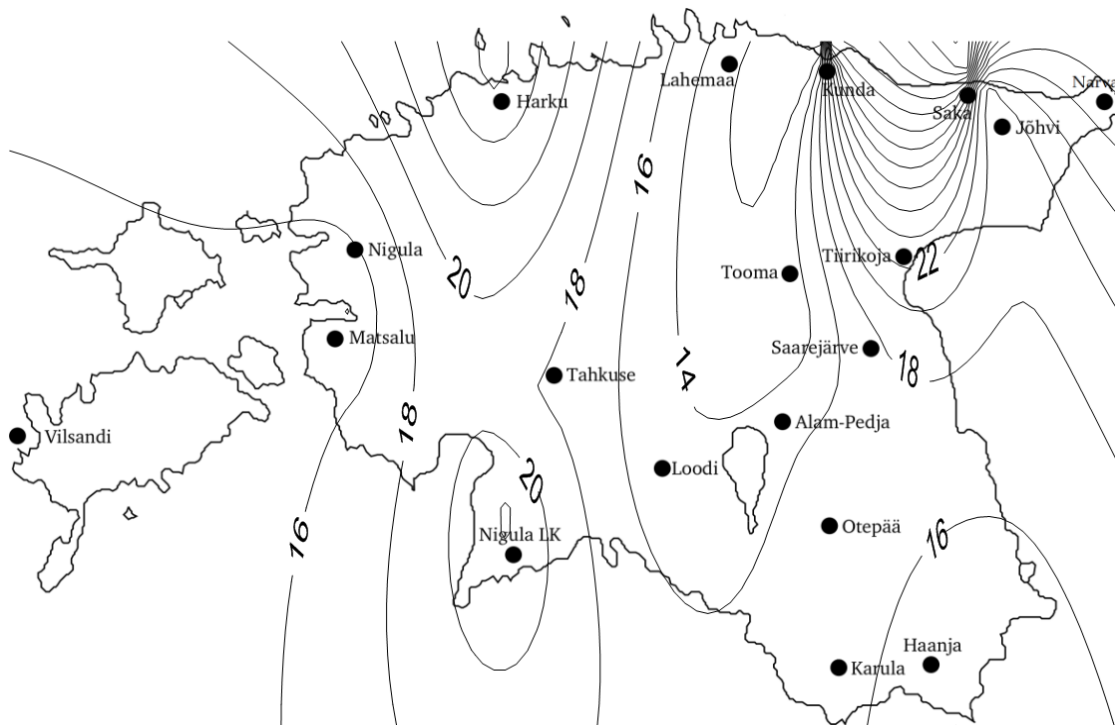 Lahemaa
Kunda
Narva
Harku
Saka
Jõhvi
16
Nigula
20
18
Tooma
Tiirikoja
22
Matsalu
Saarejärve
14
18
Tahkuse
18
Vilsandi
Alam-Pedja
20
Loodi
16
Nigula LK
Otepää
16
Haanja
Karula